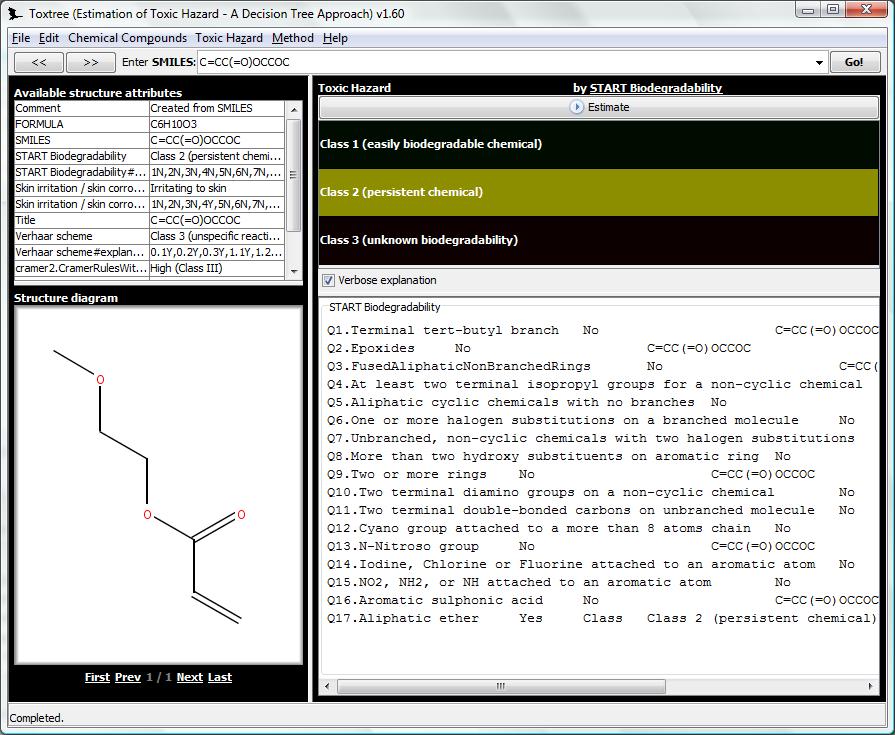 Toxtree (Estimation of Toxic Hazard - A Decision Tree Approach) v1.60
File Edit Chemical Compounds Toxic Hazard Method Help
<< >> Enter SMILES: C=CC(=O)OCCOC Go!
Available structure attributes
Comment Created from SMILES
FORMULA C6H10O3
SMILES C=CC(=O)OCCOC
START Biodegradability Class 2 (persistent chemi...
START Biodegradability#... 1N,2N,3N,4N,5N,6N,7N,...
Skin irritation / skin corro... Irritating to skin
Skin irritation / skin corro... 1N,2N,3N,4Y,5N,6N,7N,...
Title C=CC(=O)OCCOC
Verhaar scheme Class 3 (unspecific reacti...
Verhaar scheme#explan... 0.1Y,0.2Y,0.3Y,1.1Y,1.2...
cramer2.CramerRulesWit... High (Class III)
Structure diagram
O
O
O
First Prev 1 / 1 Next Last
Toxic Hazard by START Biodegradability
Estimate
Class 1 (easily biodegradable chemical)
Class 2 (persistent chemical)
Class 3 (unknown biodegradability)
Verbose explanation
START Biodegradability
Q1.Terminal tert-butyl branch No C=CC(=O)OCCOC
Q2.Epoxides No C=CC(=O)OCCOC
Q3.FusedAliphaticNonBranchedRings No C=CC(
Q4.At least two terminal isopropyl groups for a non-cyclic chemical
Q5.Aliphatic cyclic chemicals with no branches No
Q6.One or more halogen substitutions on a branched molecule No
Q7.Unbranched, non-cyclic chemicals with two halogen substitutions
Q8.More than two hydroxy substituents on aromatic ring No
Q9.Two or more rings No C=CC(=O)OCCOC
Q10.Two terminal diamino groups on a non-cyclic chemical No
Q11.Two terminal double-bonded carbons on unbranched molecule No
Q12.Cyano group attached to a more than 8 atoms chain No
Q13.N-Nitroso group No C=CC(=O)OCCOC
Q14.Iodine, Chlorine or Fluorine attached to an aromatic atom No
Q15.NO2, NH2, or NH attached to an aromatic atom No
Q16.Aromatic sulphonic acid No C=CC(=O)OCCOC
Q17.Aliphatic ether Yes Class Class 2 (persistent chemical)
Completed.